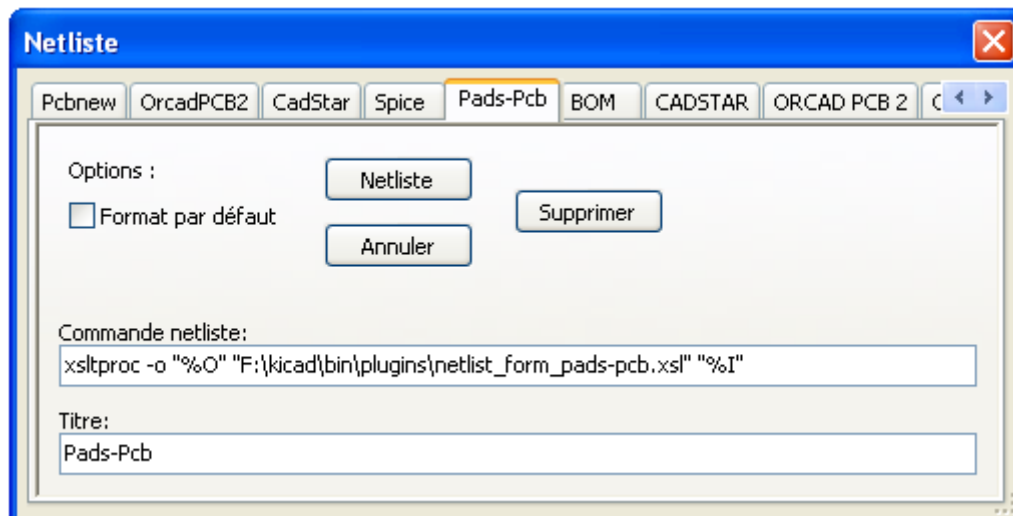 Netliste
Pcbnew OrcadPCB2 CadStar Spice Pads-Pcb BOM CADSTAR ORCAD PCB 2
Options :
Netliste
Format par défaut
Supprimer
Annuler
Commande netliste:
xsltproc -o "%O" "F:\kicad\bin\plugins\netlist_form_pads-pcb.xsl" "%I"
Titre:
Pads-Pcb